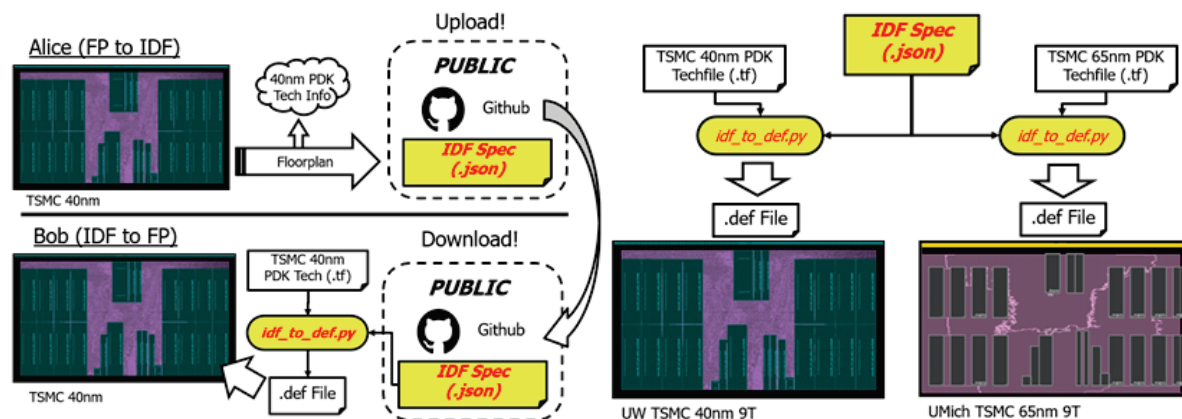 Upload!
Alice (FP to IDF)
40nm PDK
Tech Info
Floorplan
TSMC 40nm
PUBLIC
Github
IDF Spec
(.json)
Bob (IDF to FP)
TSMC 40nm
PDK Tech (.tf)
idf_to_def.py
.def File
TSMC 40nm
Download!
PUBLIC
Github
IDF Spec
(.json)
IDF Spec
(.json)
TSMC 40nm PDK
Techfile (.tf)
TSMC 65nm PDK
Techfile (.tf)
idf_to_def.py
idf_to_def.py
.def File
.def File
UW TSMC 40nm 9T
UMich TSMC 65nm 9T